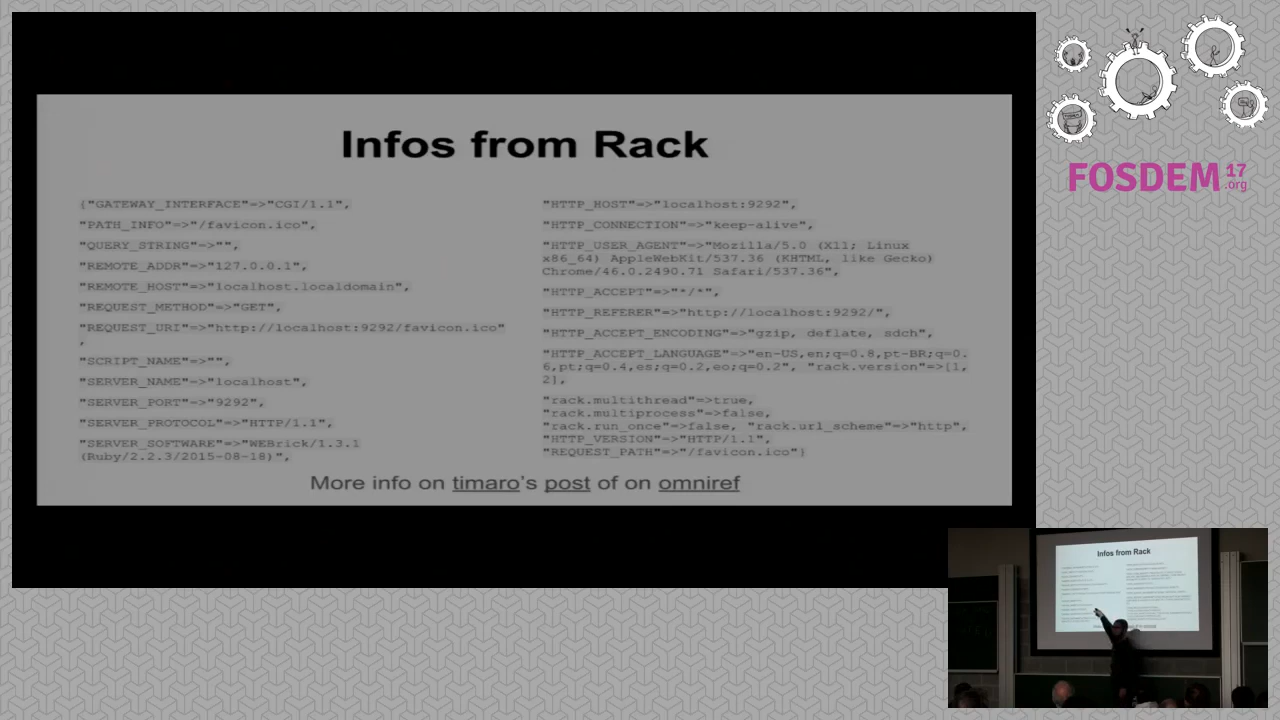 Infos from Rack
{"GATEWAY_INTERFACE"=>"CGI/1.1",
"PATH_INFO"=>"/favicon.ico",
"QUERY_STRING"=>"",
"REMOTE_ADDR"=>"127.0.0.1",
"REMOTE_HOST"=>"localhost.localdomain",
"REQUEST_METHOD"=>"GET",
"REQUEST_URI"=>"http://localhost:9292/favicon.ico"
,
"SCRIPT_NAME"=>"",
"SERVER_NAME"=>"localhost",
"SERVER_PORT"=>"9292",
"SERVER_PROTOCOL"=>"HTTP/1.1",
"SERVER_SOFTWARE"=>"WEBrick/1.3.1
(Ruby/2.2.3/2015-08-18)",
"HTTP_HOST"=>"localhost:9292",
"HTTP_CONNECTION"=>"keep-alive",
"HTTP_USER_AGENT"=>"Mozilla/5.0 (X11; Linux
x86_64) AppleWebKit/537.36 (KHTML, like Gecko)
Chrome/46.0.2490.71 Safari/537.36",
"HTTP_ACCEPT"=>"*/*",
"HTTP_REFERER"=>"http://localhost:9292/",
"HTTP_ACCEPT_ENCODING"=>"gzip, deflate, sdch",
"HTTP_ACCEPT_LANGUAGE"=>"en-US,en;q=0.8,pt-BR;q=0.
6,pt;q=0.4,es;q=0.2,eo;q=0.2", "rack.version"=>[1,
2],
"rack.multithread"=>true,
"rack.multiprocess"=>false,
"rack.run_once"=>false, "rack.url_scheme"=>"http",
"HTTP_VERSION"=>"HTTP/1.1",
"REQUEST_PATH"=>"/favicon.ico"}
More info on timaro's post of on omniref
FOSDEM 17
.org
Infos from Rack